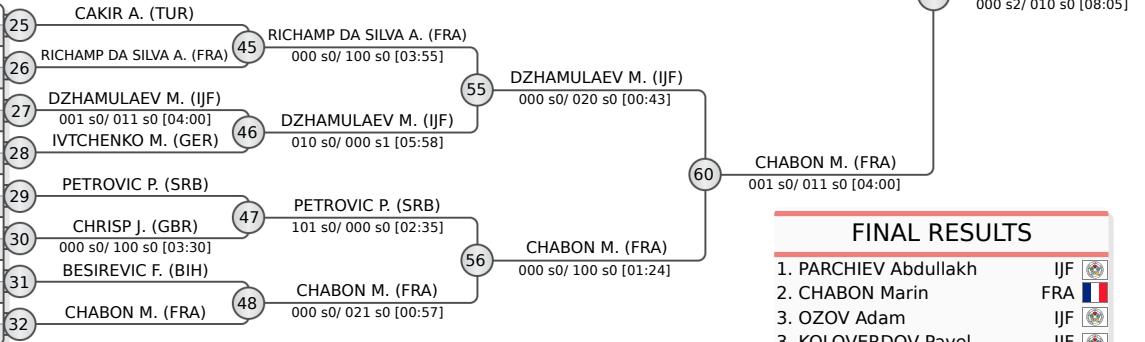 000 s2/ 010 s0 [08:05]
25
CAKIR A. (TUR)
26
RICHAMP DA SILVA A. (FRA)
45
RICHAMP DA SILVA A. (FRA)
000 s0/ 100 s0 [03:55]
27
DZHAMULAEV M. (IJF)
001 s0/ 011 s0 [04:00]
28
IVTCHENKO M. (GER)
46
DZHAMULAEV M. (IJF)
010 s0/ 000 s1 [05:58]
55
DZHAMULAEV M. (IJF)
000 s0/ 020 s0 [00:43]
29
PETROVIC P. (SRB)
30
CHRISP J. (GBR)
000 s0/ 100 s0 [03:30]
47
PETROVIC P. (SRB)
101 s0/ 000 s0 [02:35]
31
BESIREVIC F. (BIH)
32
CHABON M. (FRA)
48
CHABON M. (FRA)
000 s0/ 021 s0 [00:57]
56
CHABON M. (FRA)
000 s0/ 100 s0 [01:24]
60
CHABON M. (FRA)
001 s0/ 011 s0 [04:00]
FINAL RESULTS
1. PARCHIEV Abdullakh IJF
2. CHABON Marin FRA
3. OZOV Adam IJF
3. KOLOVERDOV Pavel IJF